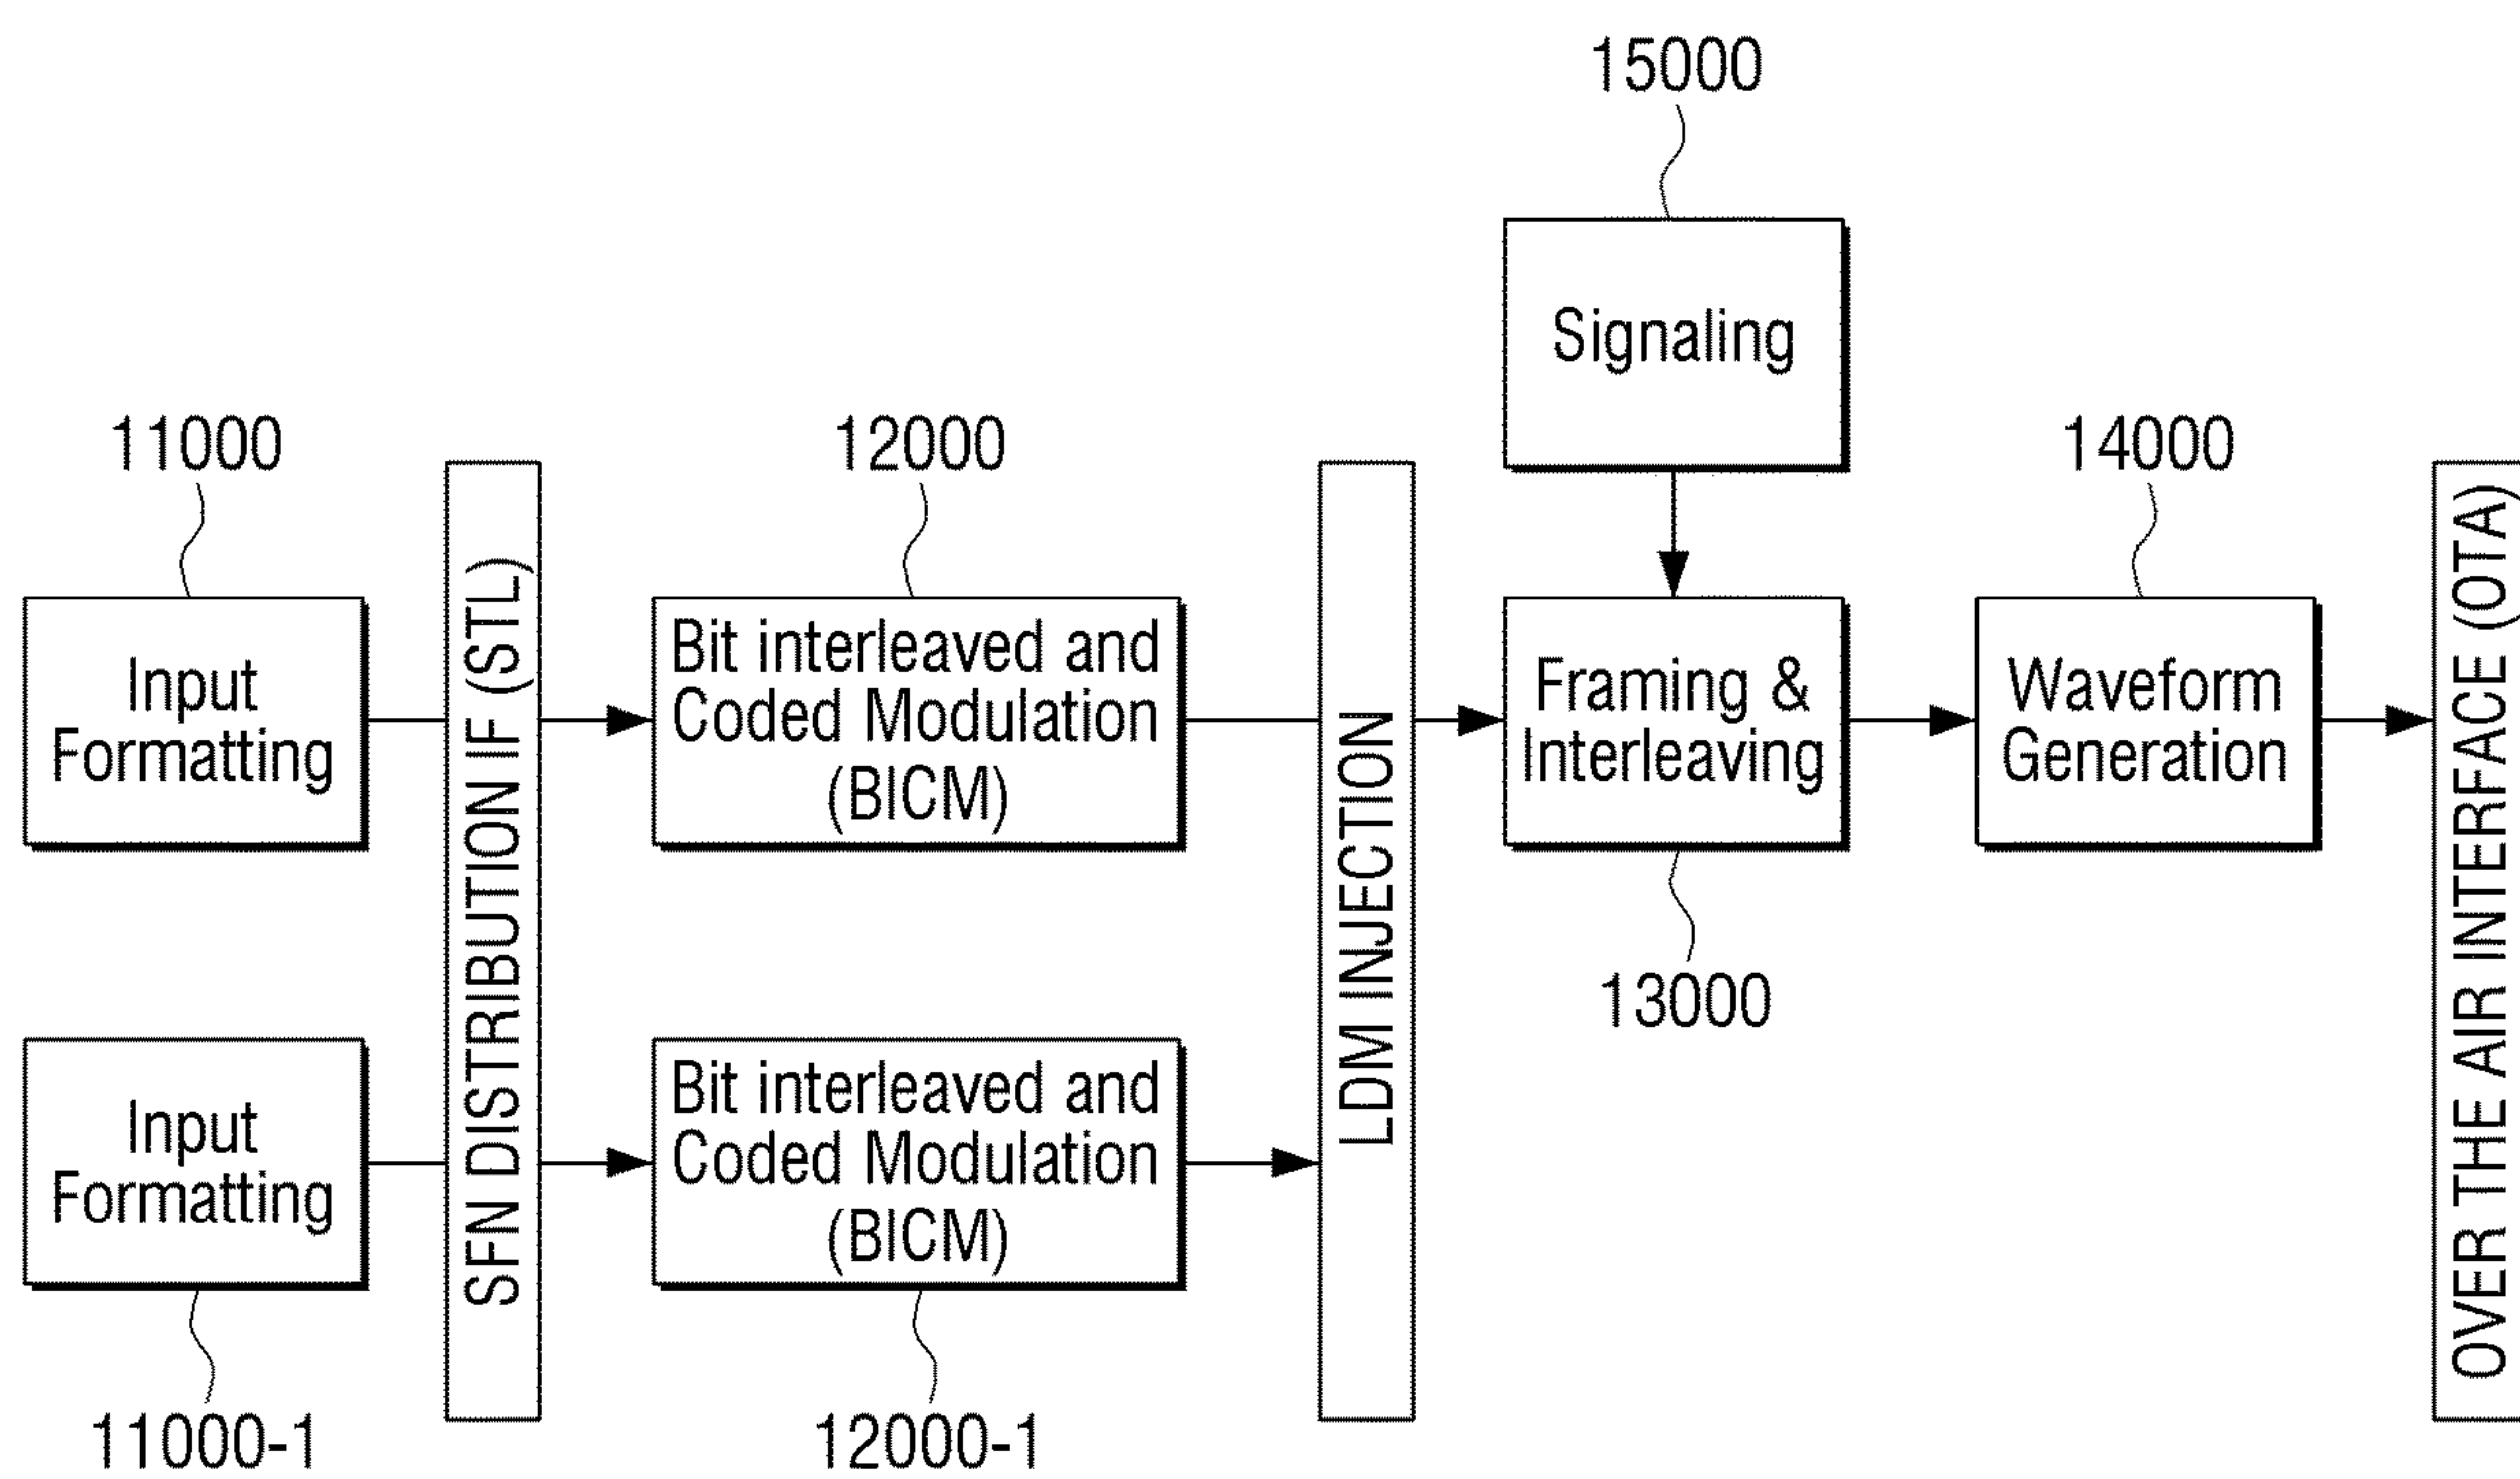 15000
Signaling
11000
12000
14000
Input
Formatting
SFN DISTRIBUTION IF (STL)
Bit interleaved and
Coded Modulation
(BICM)
LDM INJECTION
Framing &
Interleaving
Waveform
Generation
OVER THE AIR INTERFACE (OTA)
13000
Input
Formatting
Bit interleaved and
Coded Modulation
(BICM)
11000-1
12000-1